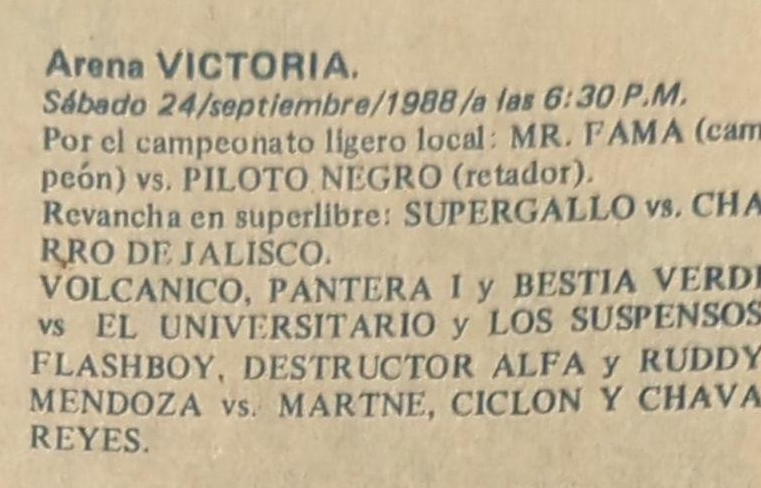 Arena VICTORIA.
Sábado 24/septiembre/1988/a las 6:30 P.M.
Por el campeonato ligero local: MR. FAMA (cam
peón) vs. PILOTO NEGRO (retador).
Revancha en superlibre: SUPERGALLO vs. CHA
RRO DE JALISCO.
VOLCANICO, PANTERA I y BESTIA VERDE
vs EL UNIVERSITARIO y LOS SUSPENSOS
FLASHBOY, DESTRUCTOR ALFA y RUDDY
MENDOZA vs. MARTNE, CICLON Y CHAVA
REYES.